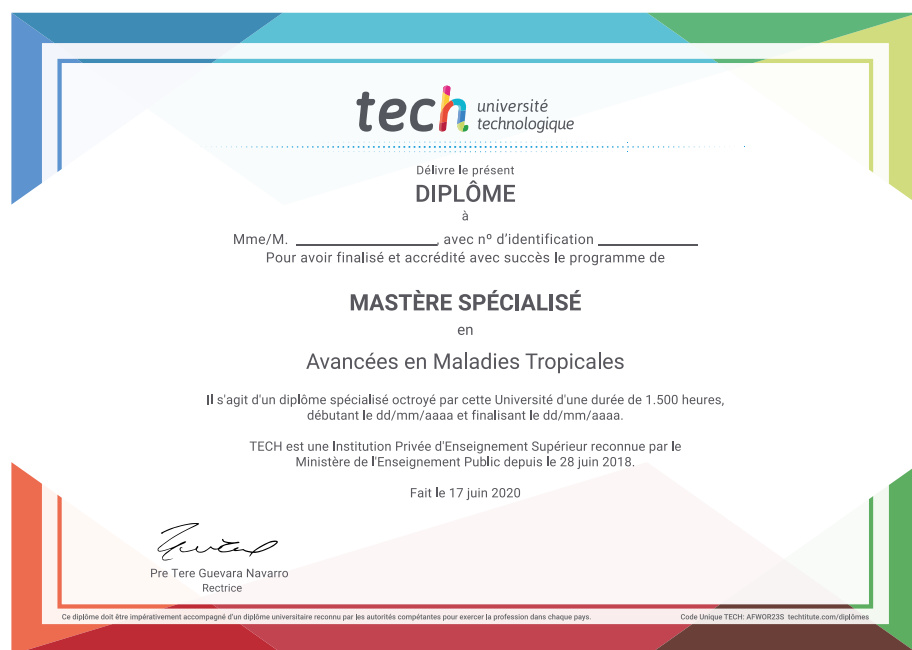 tech université
technologique
Délivre le présent
DIPLÔME
à
Mme/M. ____________________, avec nº d'identification ______________
Pour avoir finalisé et accrédité avec succès le programme de
MASTÈRE SPÉCIALISÉ
en
Avancées en Maladies Tropicales
Il s'agit d'un diplôme spécialisé octroyé par cette Université d'une durée de 1.500 heures,
débutant le dd/mm/aaaa et finalisant le dd/mm/aaaa.
TECH est une Institution Privée d'Enseignement Supérieur reconnue par le
Ministère de l'Enseignement Public depuis le 28 juin 2018.
Fait le 17 juin 2020
Pre Tere Guevara Navarro
Rectrice
Ce diplôme doit être impérativement accompagné d'un diplôme universitaire reconnu par les autorités compétantes pour exercer la profession dans chaque pays.
Code Unique TECH: AFWOR23S techtitute.com/diplômes